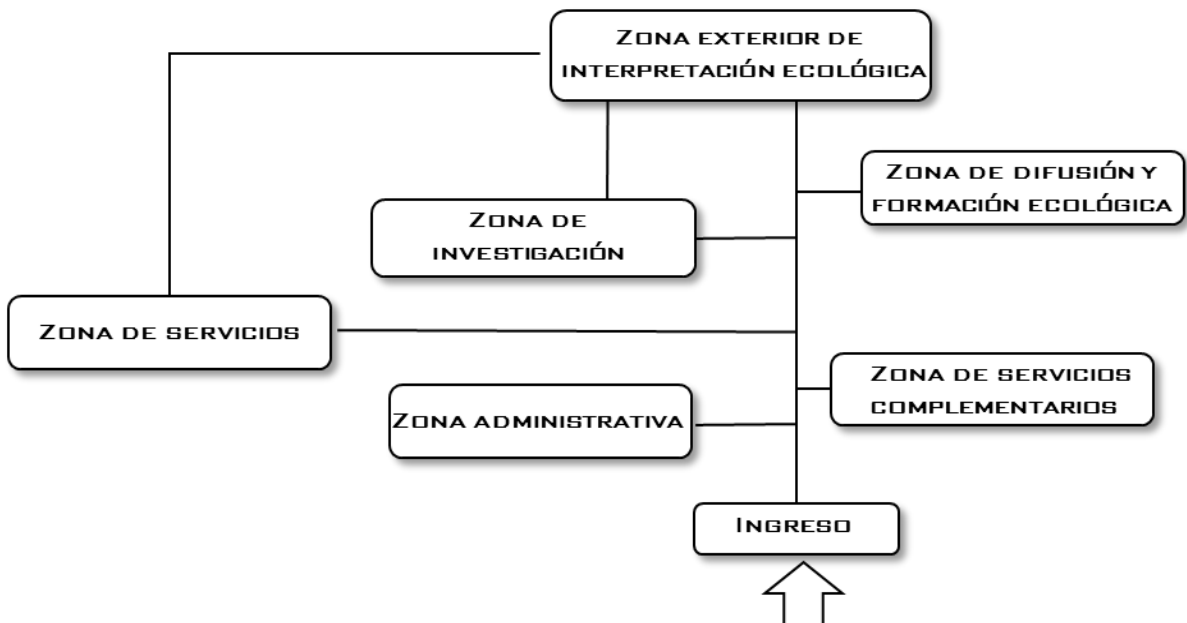 ZONA EXTERIOR DE
INTERPRETACIÓN ECOLÓGICA
ZONA DE DIFUSIÓN Y
FORMACIÓN ECOLÓGICA
ZONA DE
INVESTIGACIÓN
ZONA DE SERVICIOS
ZONA DE SERVICIOS
COMPLEMENTARIOS
ZONA ADMINISTRATIVA
INGRESO